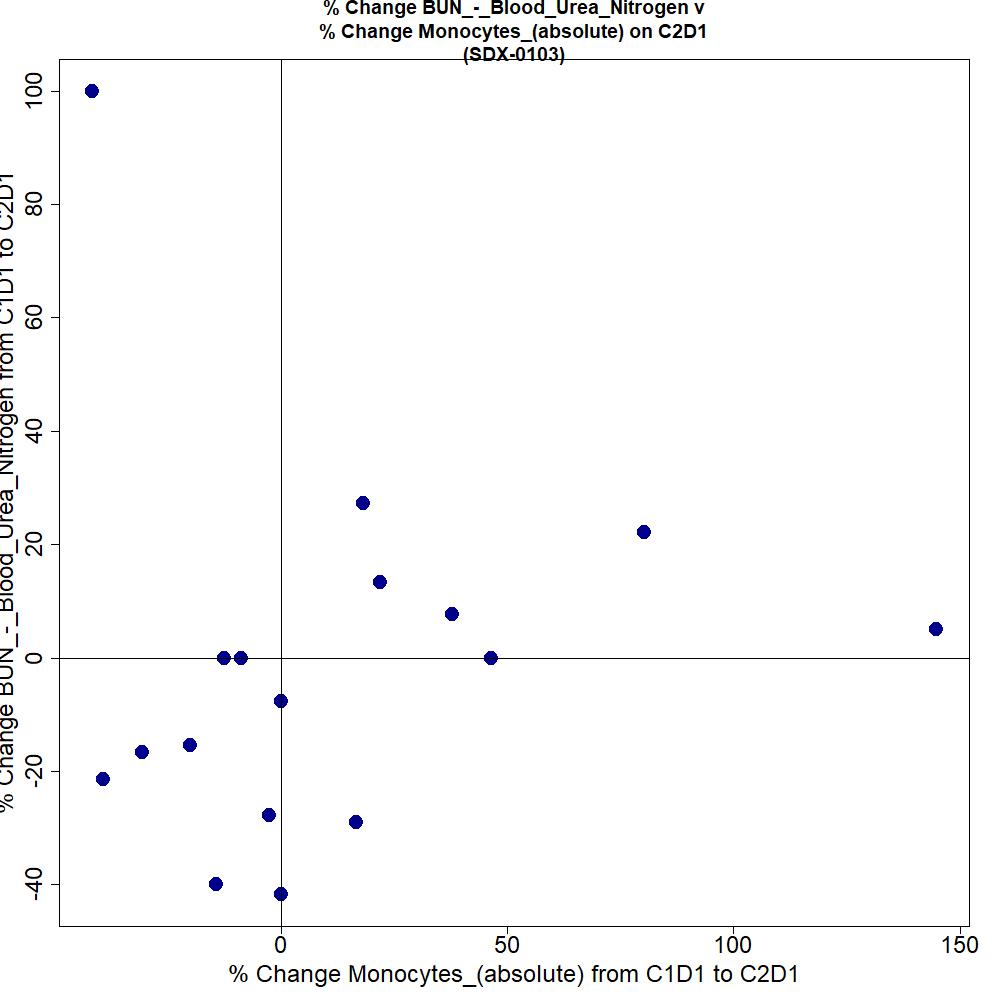 % Change BUN_-_Blood_Urea_Nitrogen v
% Change Monocytes_(absolute) on C2D1
(SDX-0103)
% Change BUN_-_Blood_Urea_Nitrogen from C1D1 to C2D1
100
80
60
40
20
0
-20
-40
0 50 100 150
% Change Monocytes_(absolute) from C1D1 to C2D1